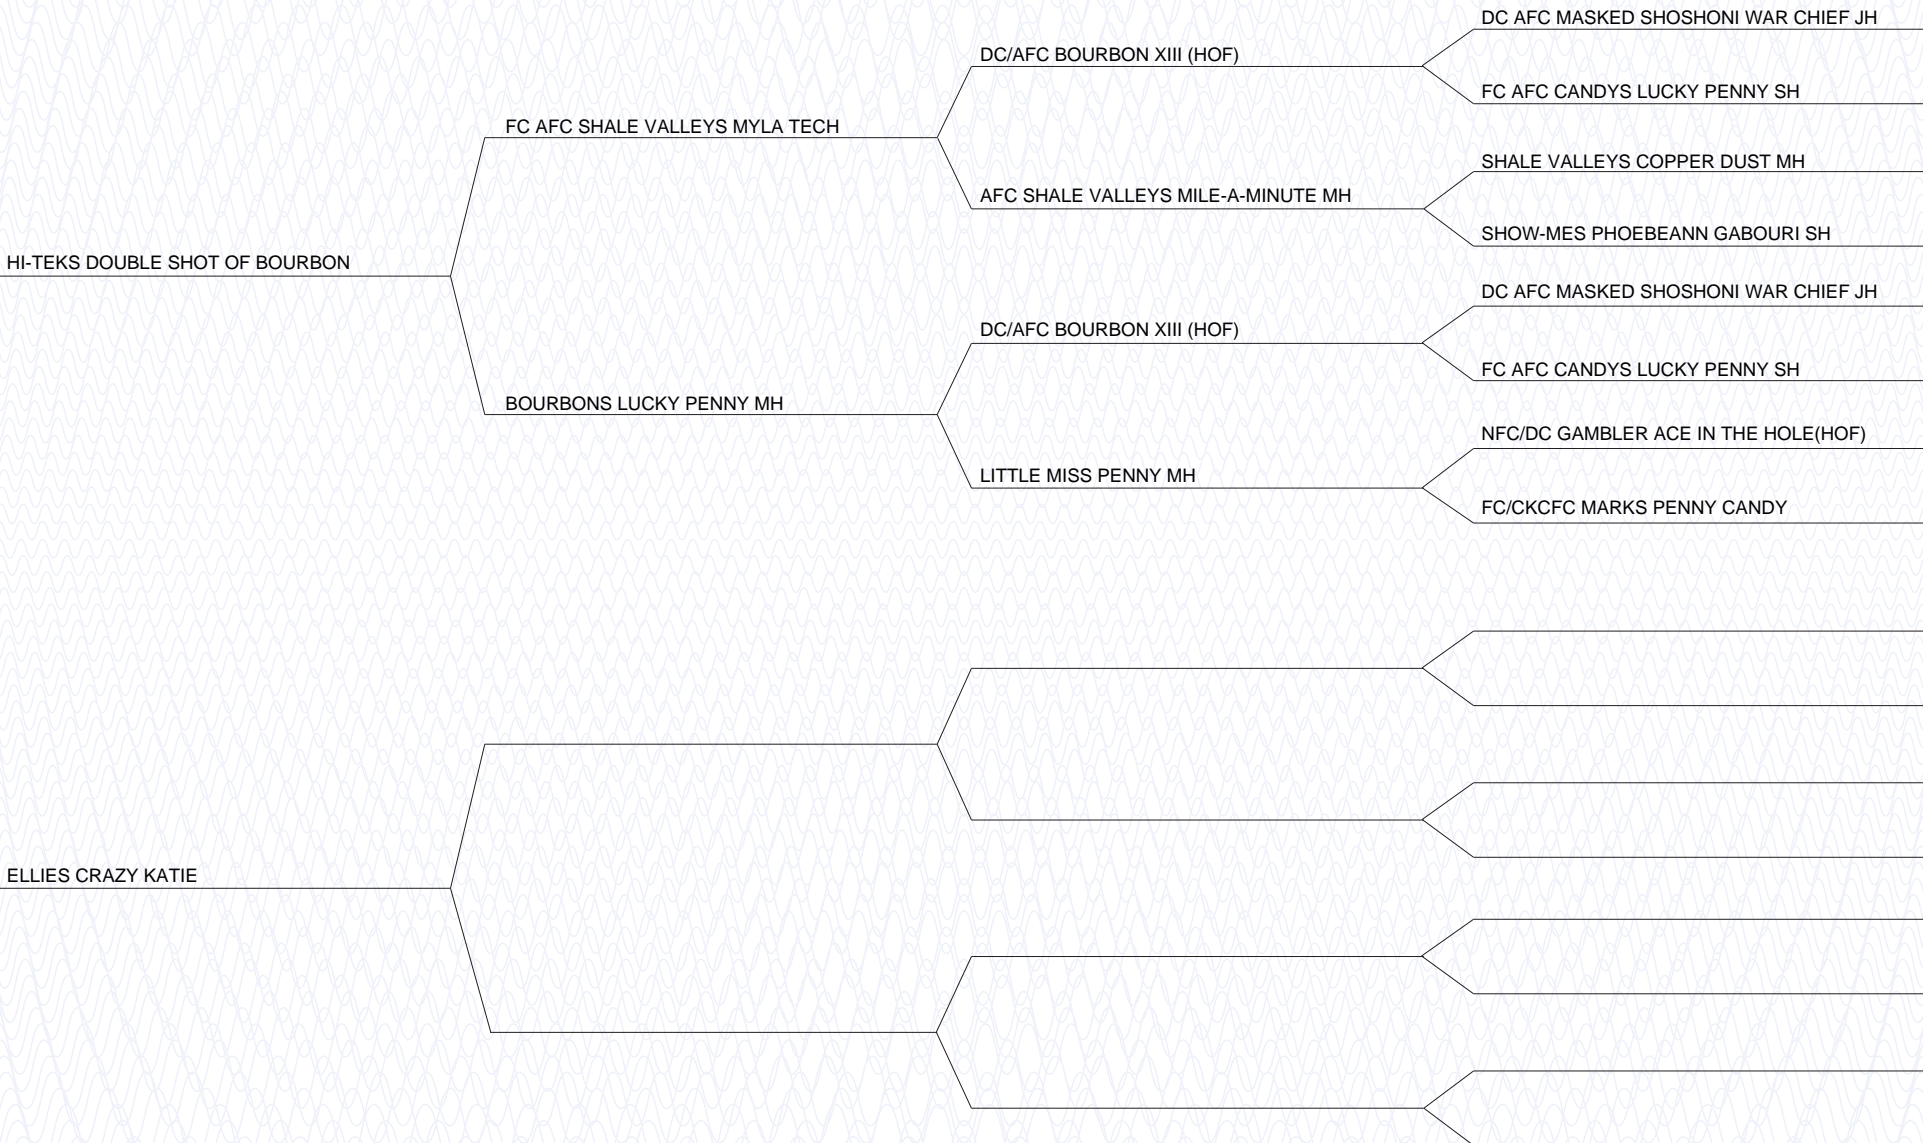 DC AFC MASKED SHOSHONI WAR CHIEF JH
DC/AFC BOURBON XIII (HOF)
FC AFC CANDYS LUCKY PENNY SH
FC AFC SHALE VALLEYS MYLA TECH
SHALE VALLEYS COPPER DUST MH
AFC SHALE VALLEYS MILE-A-MINUTE MH
SHOW-MES PHOEBEANN GABOURI SH
HI-TEKS DOUBLE SHOT OF BOURBON
DC AFC MASKED SHOSHONI WAR CHIEF JH
DC/AFC BOURBON XIII (HOF)
FC AFC CANDYS LUCKY PENNY SH
BOURBONS LUCKY PENNY MH
NFC/DC GAMBLER ACE IN THE HOLE(HOF)
LITTLE MISS PENNY MH
FC/CKCFC MARKS PENNY CANDY
ELLIES CRAZY KATIE